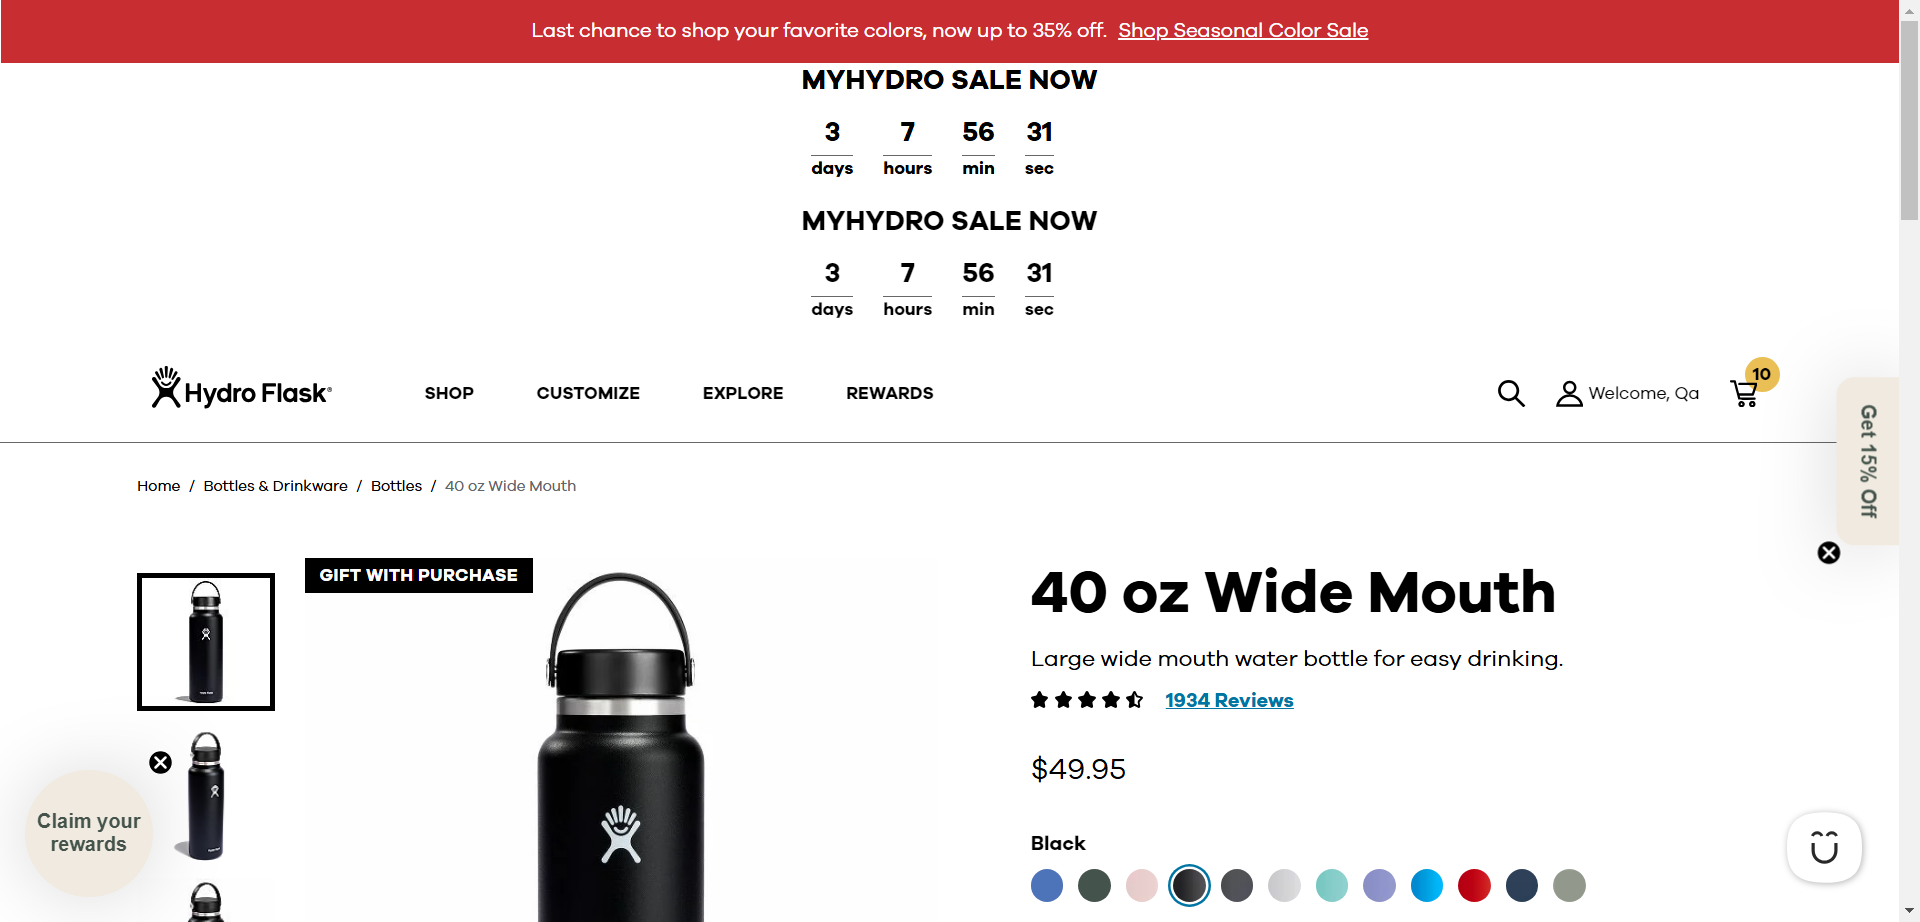 Last chance to shop your favorite colors, now up to 35% off. Shop Seasonal Color Sale
MYHYDRO SALE NOW
3 7 56 31
days hours min sec
MYHYDRO SALE NOW
3 7 56 31
days hours min sec
Hydro Flask®
SHOP CUSTOMIZE EXPLORE REWARDS
Welcome, Qa
10
Get 15% Off
Home / Bottles & Drinkware / Bottles / 40 oz Wide Mouth
GIFT WITH PURCHASE
40 oz Wide Mouth
Large wide mouth water bottle for easy drinking.
1934 Reviews
$49.95
Black
Claim your
rewards